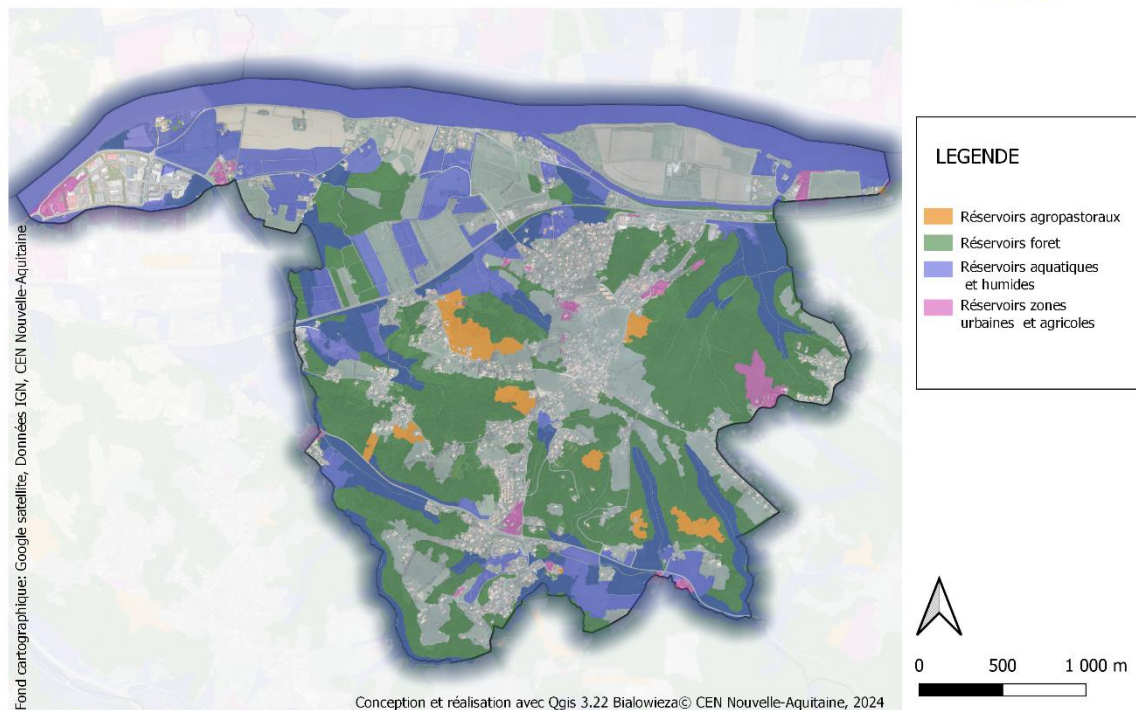 LEGENDE
Réservoirs agropastoraux
Réservoirs foret
Réservoirs aquatiques
et humides
Réservoirs zones
urbaines et agricoles
Fond cartographique: Google satellite, Données IGN, CEN Nouvelle-Aquitaine
0 500 1 000 m
Conception et réalisation avec Qgis 3.22 Bialowieza© CEN Nouvelle-Aquitaine, 2024